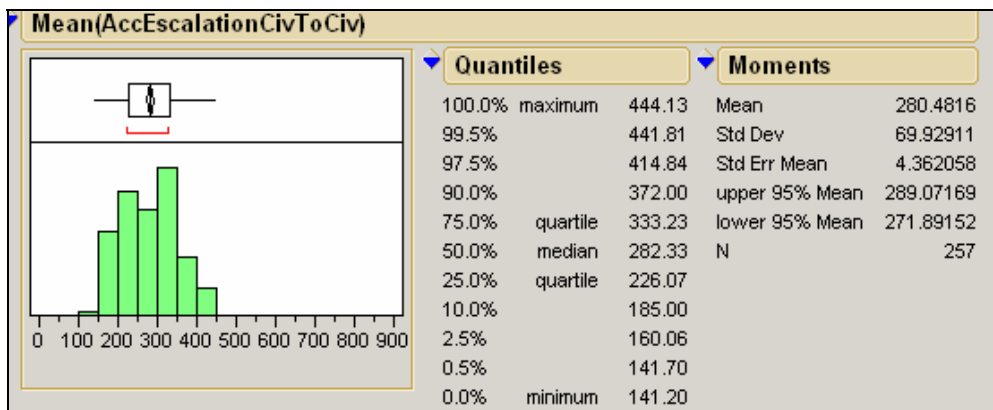 Mean(AccEscalationCivToCiv)
0 100 200 300 400 500 600 700 800 900
Quantiles
100.0% maximum 444.13
99.5% 441.81
97.5% 414.84
90.0% 372.00
75.0% quartile 333.23
50.0% median 282.33
25.0% quartile 226.07
10.0% 185.00
2.5% 160.06
0.5% 141.70
0.0% minimum 141.20
Moments
Mean 280.4816
Std Dev 69.92911
Std Err Mean 4.362058
upper 95% Mean 289.07169
lower 95% Mean 271.89152
N 257